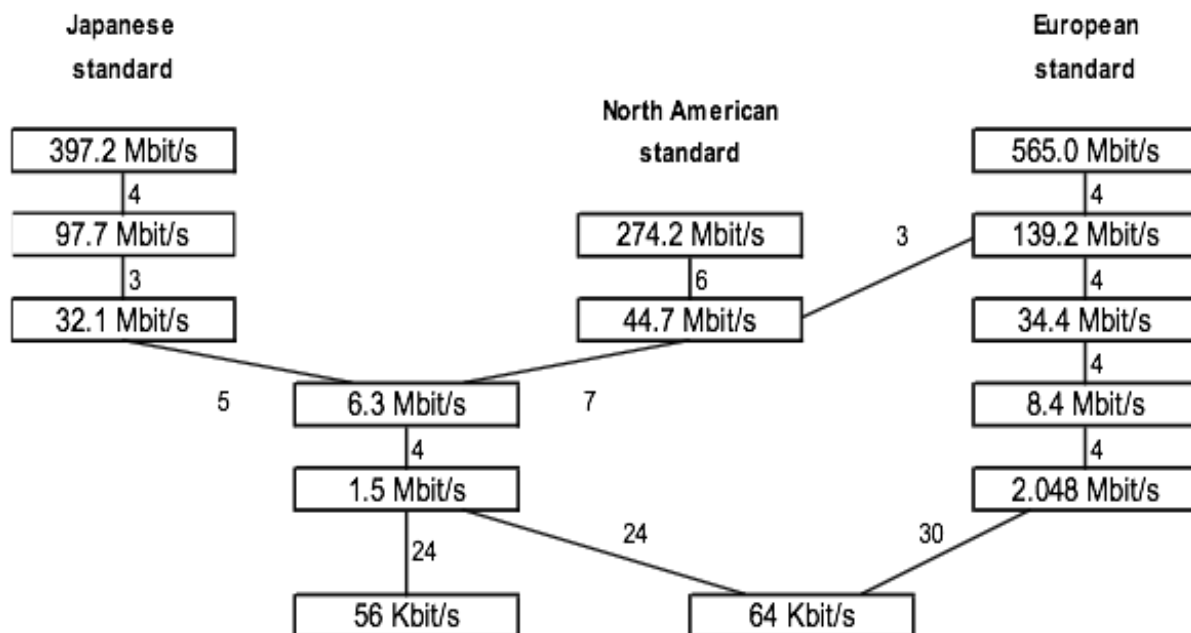 Japanese
standard
European
standard
North American
standard
397.2 Mbit/s
565.0 Mbit/s
4
4
97.7 Mbit/s
274.2 Mbit/s
3
139.2 Mbit/s
3
6
4
32.1 Mbit/s
44.7 Mbit/s
34.4 Mbit/s
4
5
6.3 Mbit/s
7
8.4 Mbit/s
4
4
1.5 Mbit/s
2.048 Mbit/s
24
24
30
56 Kbit/s
64 Kbit/s